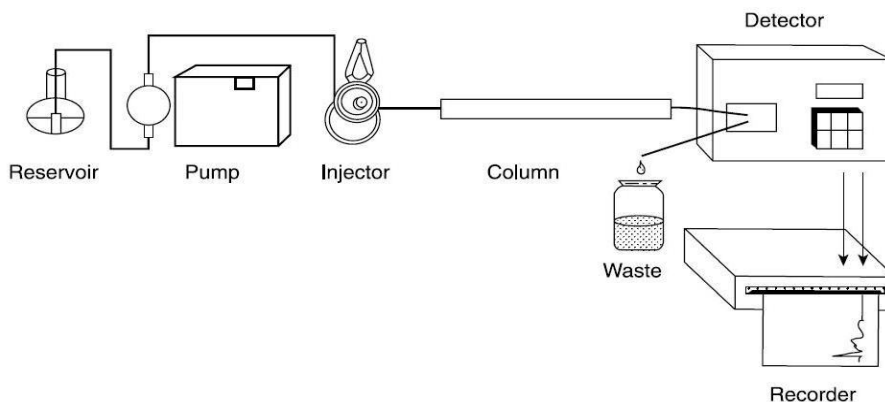 Detector
Reservoir
Pump
Injector
Column
Waste
Recorder